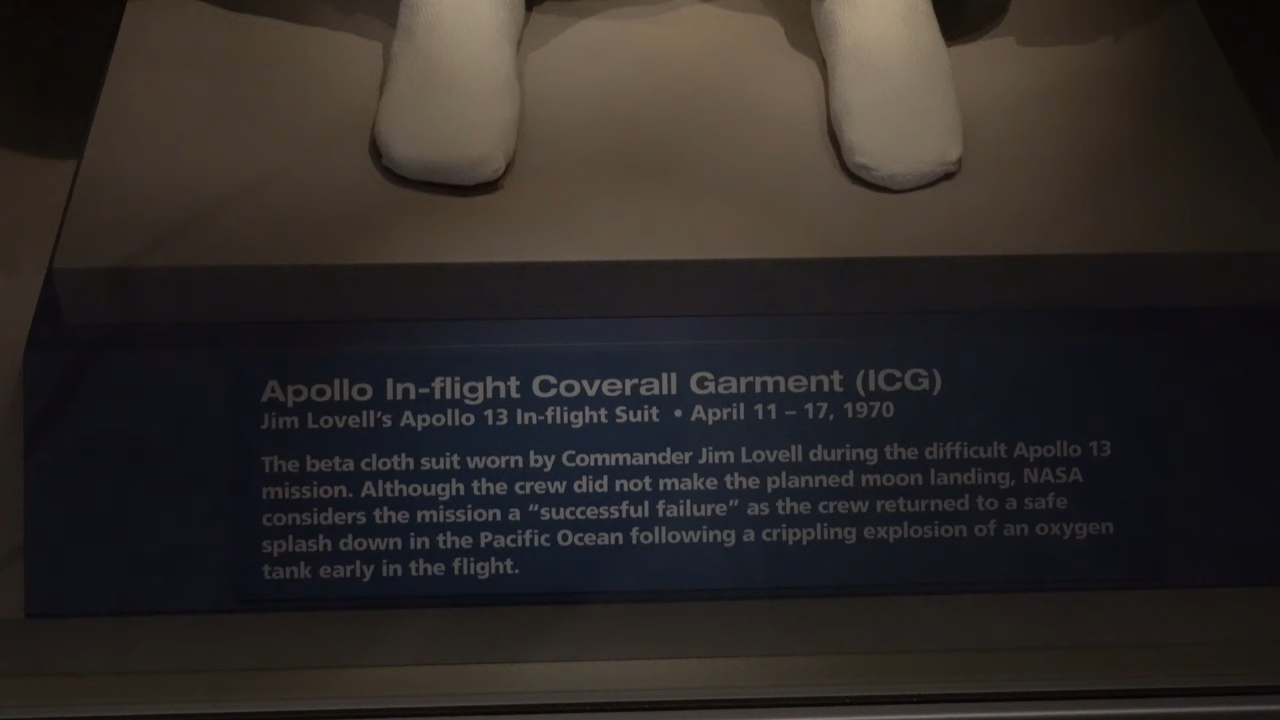 Apollo In-flight Coverall Garment (ICG)
Jim Lovell's Apollo 13 In-flight Suit • April 11 – 17, 1970
The beta cloth suit worn by Commander Jim Lovell during the difficult Apollo 13
mission. Although the crew did not make the planned moon landing, NASA
considers the mission a “successful failure” as the crew returned to a safe
splash down in the Pacific Ocean following a crippling explosion of an oxygen
tank early in the flight.